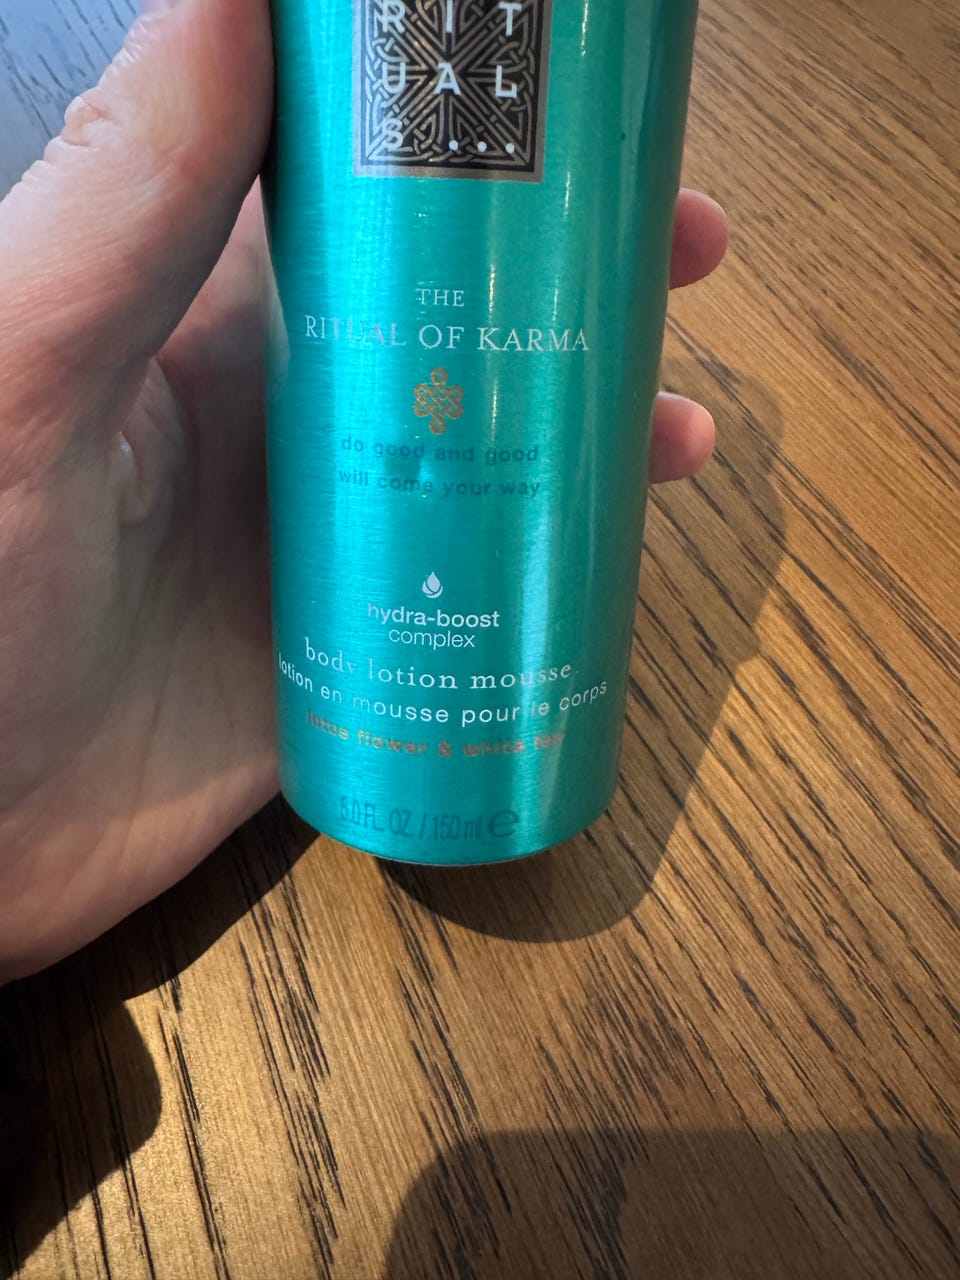 RIT
UAL
S...
THE
RITUAL OF KARMA
do good and good
will come your way
hydra-boost
complex
body lotion mousse
lotion en mousse pour le corps
lotus flower & white tea
5.0 FL. OZ. / 150 ml ℮